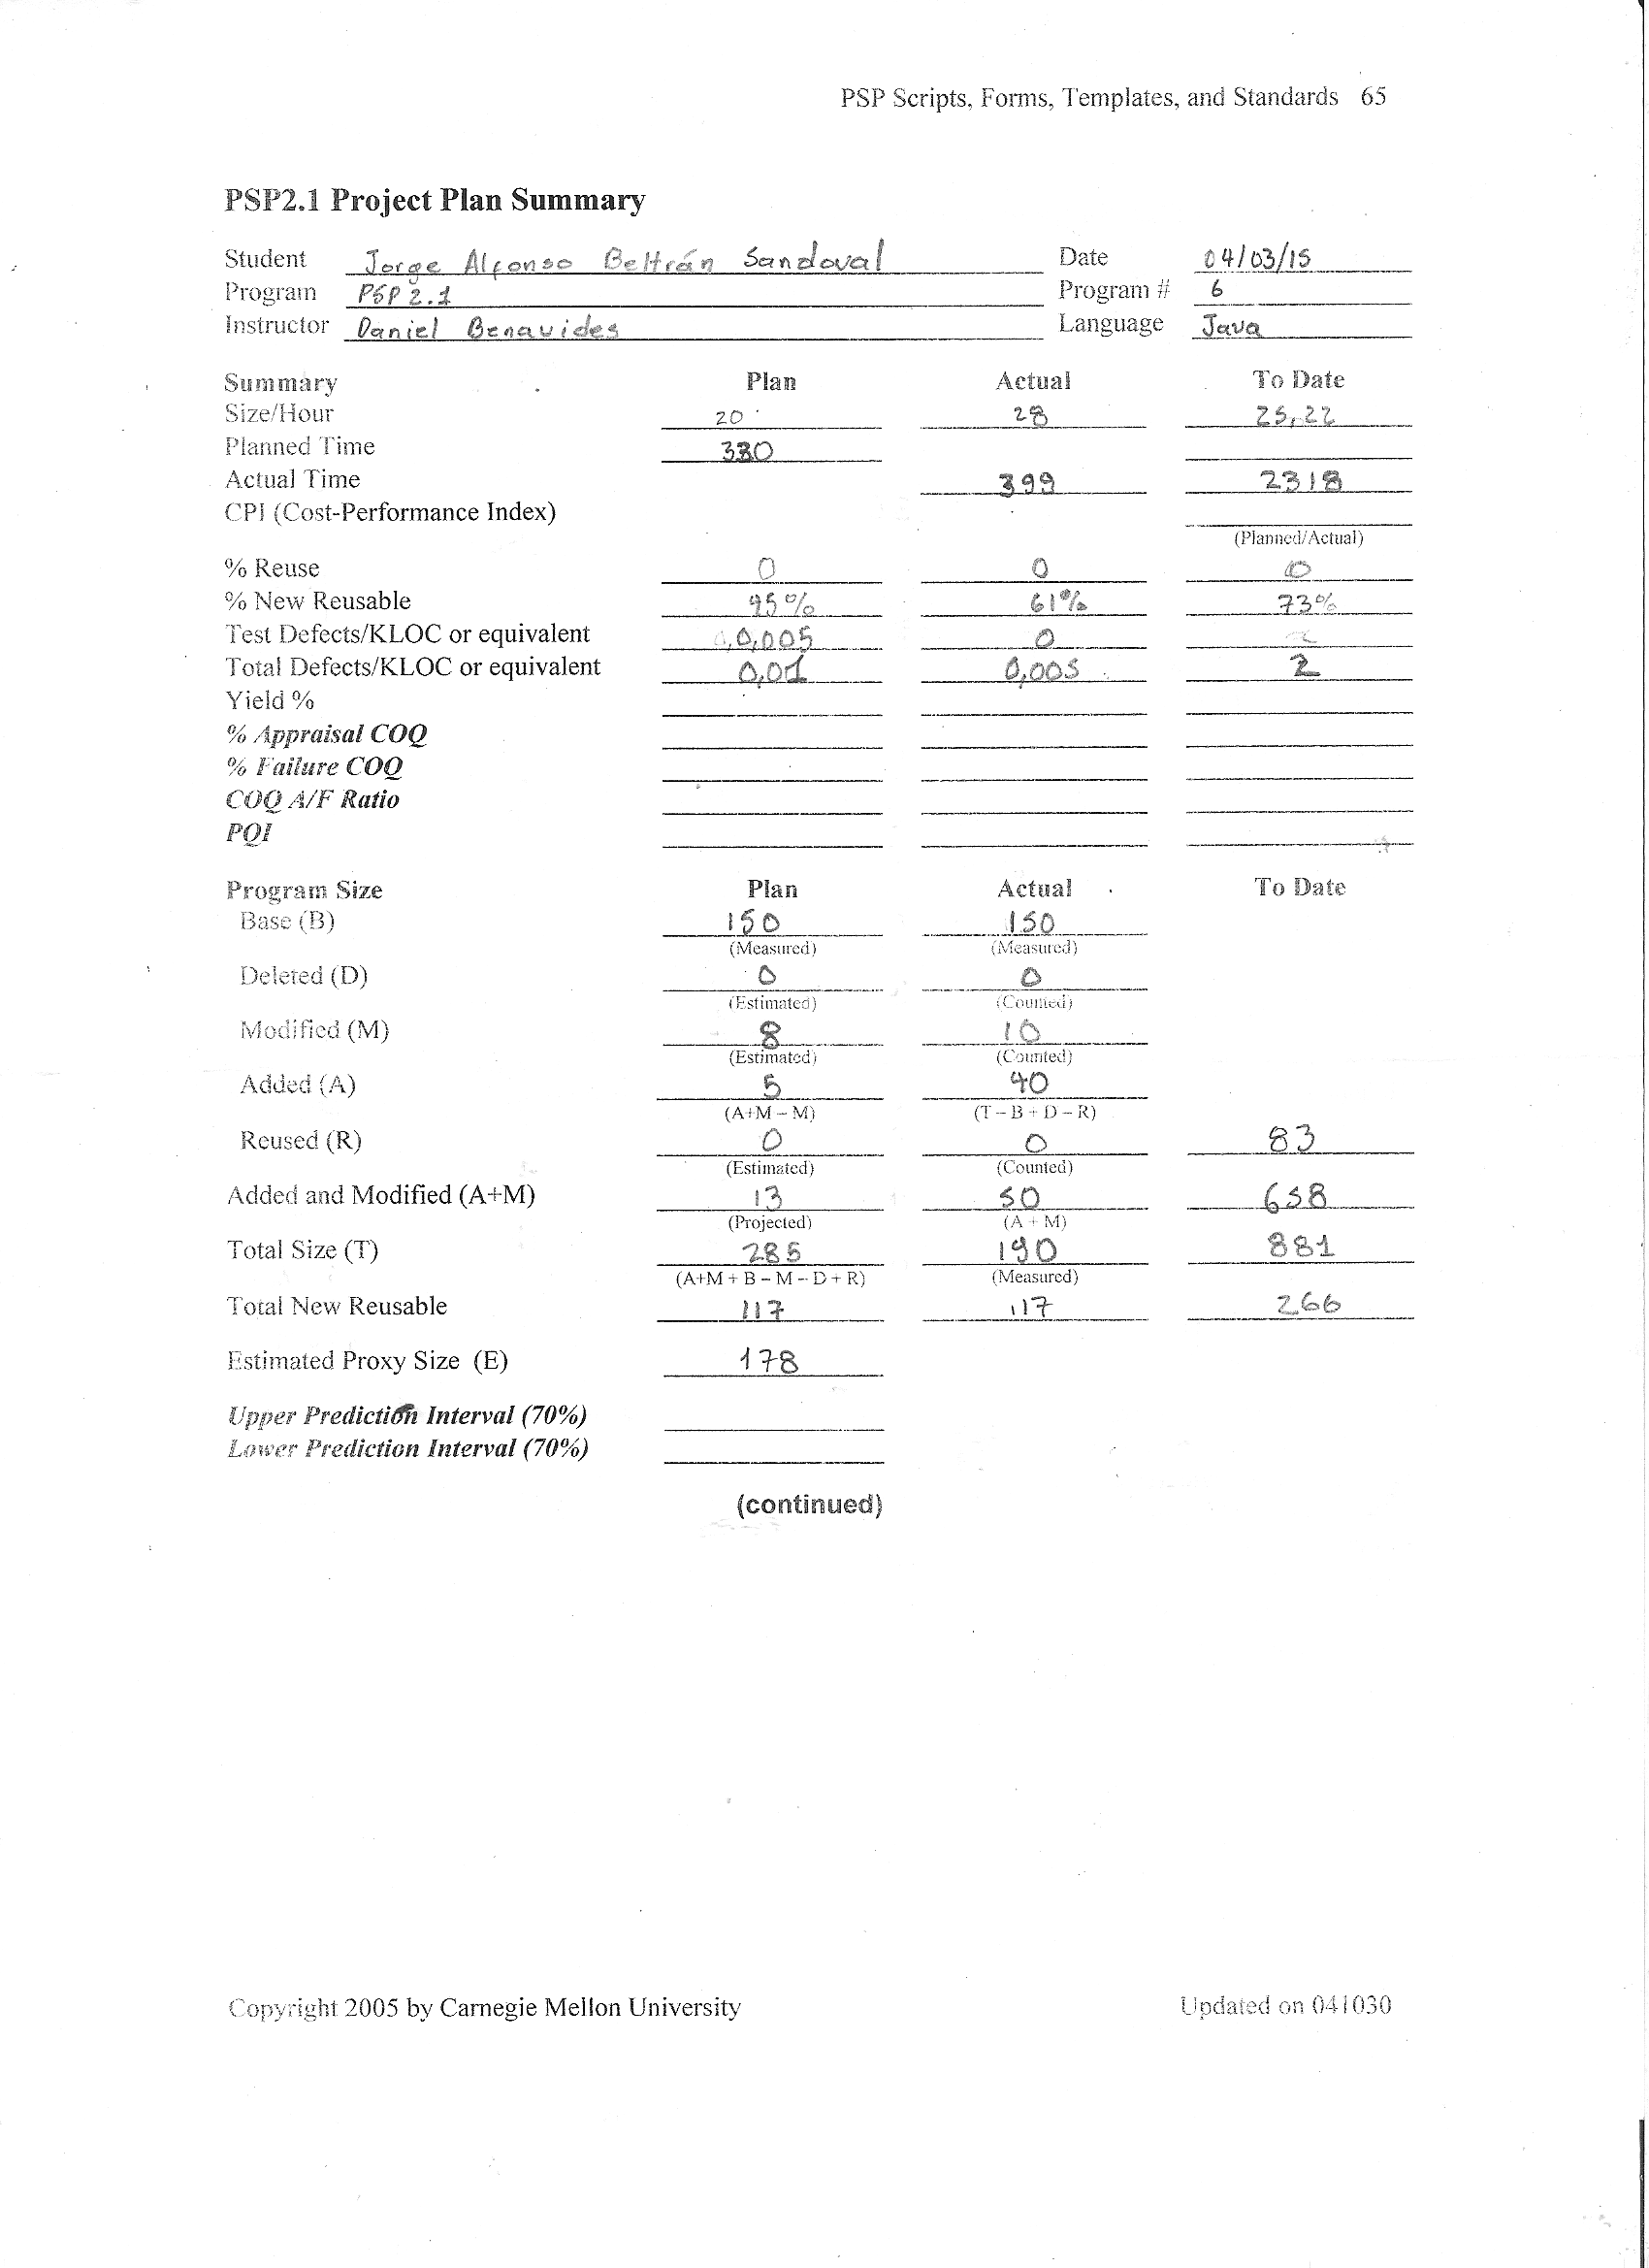 PSP Scripts, Forms, Templates, and Standards 65
PSP2.1 Project Plan Summary
Student Jorge Alfonso Beltrán Sandoval Date 04/03/15
Program PSP 2.1 Program # 6
Instructor Daniel Benavides Language Java
Summary Plan Actual To Date
Size/Hour 20 28 25,22
Planned Time 380
Actual Time 399 2318
CPI (Cost-Performance Index)
(Planned/Actual)
% Reuse 0 0 0
% New Reusable 95% 61% 73%
Test Defects/KLOC or equivalent 0,005 0
Total Defects/KLOC or equivalent 0,01 0,005 2
Yield %
% Appraisal COQ
% Failure COQ
COQ A/F Ratio
PQI
Program Size Plan Actual To Date
Base (B) 150 150
(Measured) (Measured)
Deleted (D) 0 0
(Estimated) (Counted)
Modified (M) 8 10
(Estimated) (Counted)
Added (A) 5 40
(A+M – M) (T – B + D – R)
Reused (R) 0 0 83
(Estimated) (Counted)
Added and Modified (A+M) 13 50 658
(Projected) (A + M)
Total Size (T) 285 190 881
(A+M + B – M – D + R) (Measured)
Total New Reusable 117 117 266
Estimated Proxy Size (E) 178
Upper Prediction Interval (70%)
Lower Prediction Interval (70%)
(continued)
Copyright 2005 by Carnegie Mellon University Updated on 041030